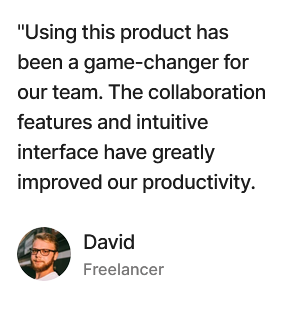 "Using this product has
been a game-changer for
our team. The collaboration
features and intuitive
interface have greatly
improved our productivity.
David
Freelancer